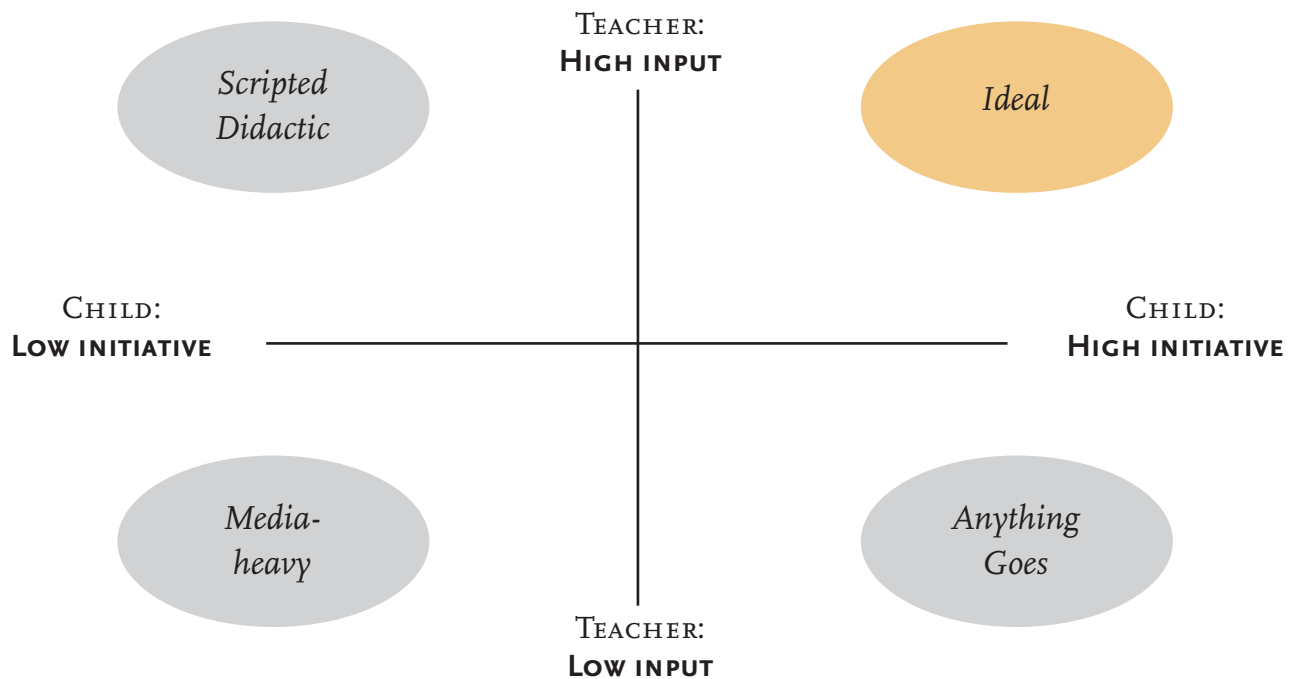 Teacher:
High input
Scripted
Didactic
Ideal
Child:
Low initiative
Child:
High initiative
Media-
heavy
Anything
Goes
Teacher:
Low input